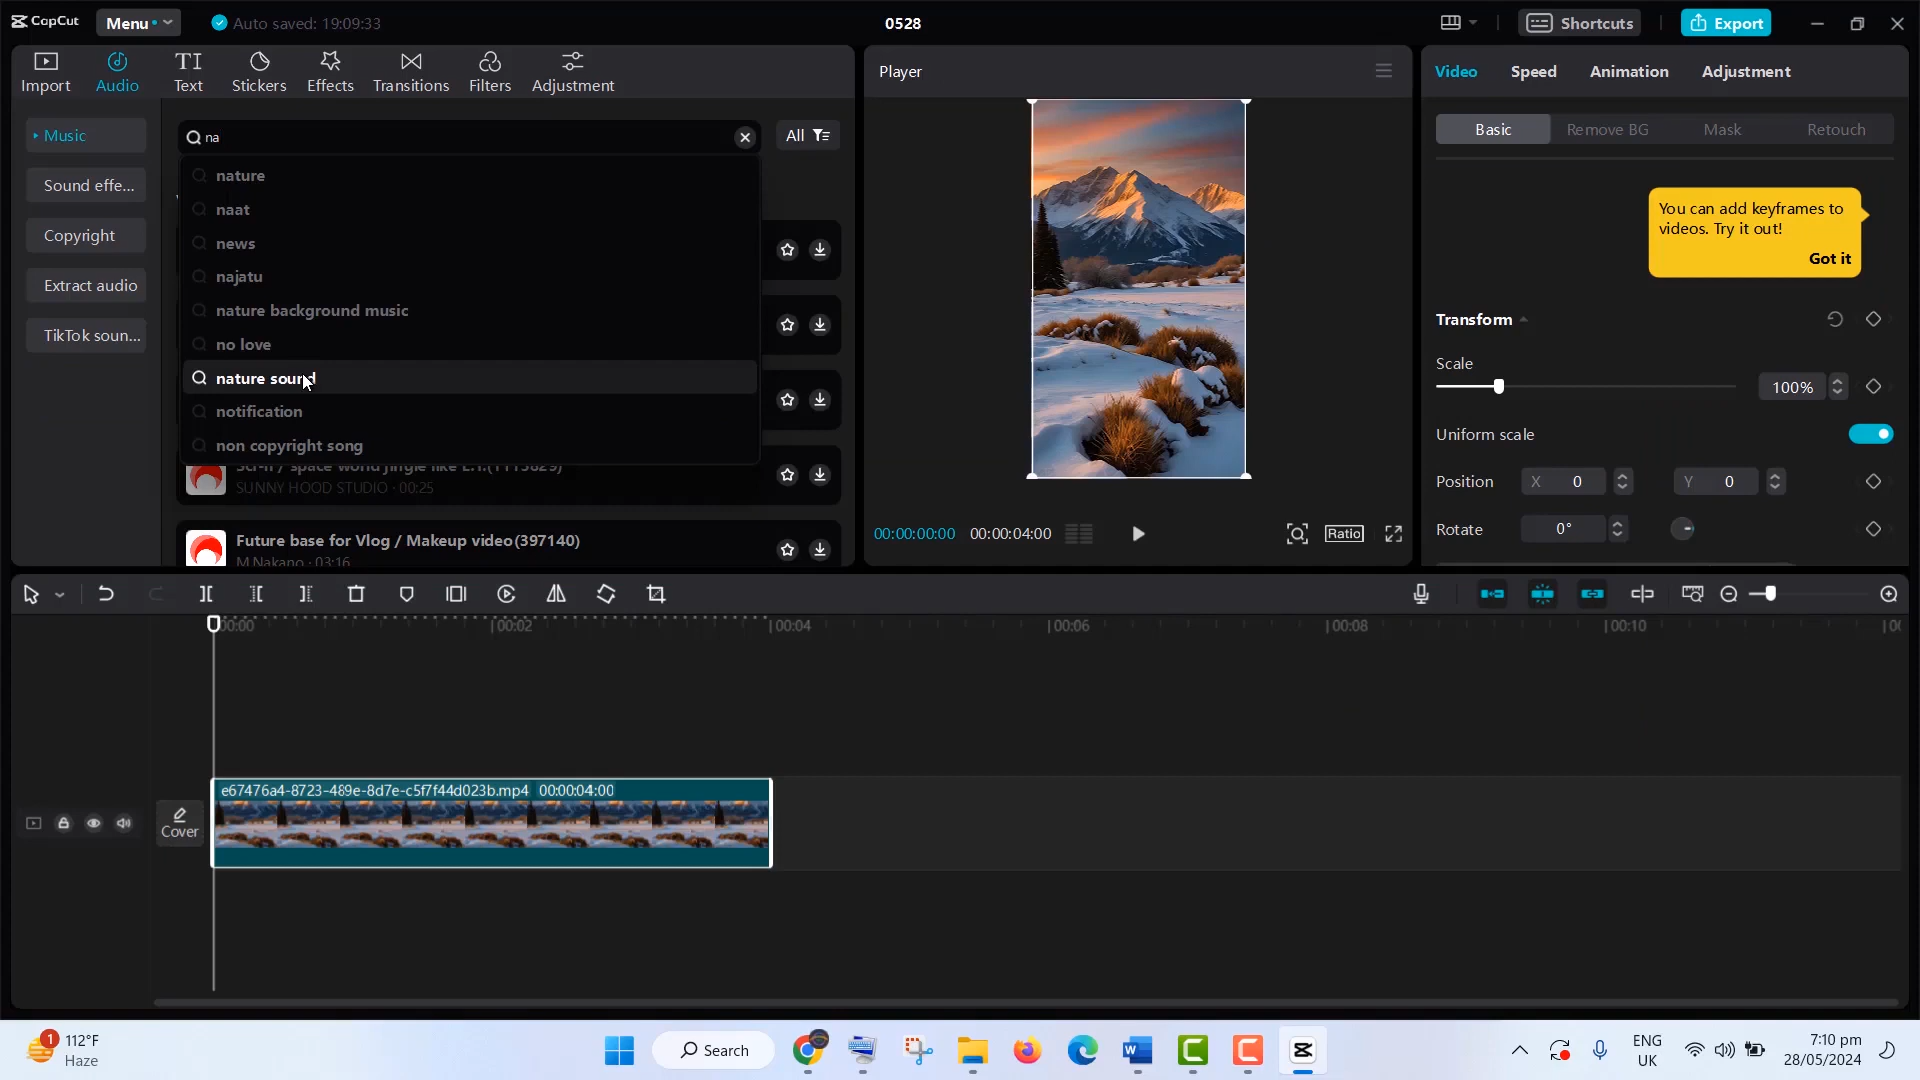 CapCut
Menu
Auto saved: 19:09:33
0528
Shortcuts
Export
Import
Audio
Text
Stickers
Effects
Transitions
Filters
Adjustment
Music
Sound effe...
Copyright
Extract audio
TikTok soun...
na
All
nature
naat
news
najatu
nature background music
no love
nature sound
notification
non copyright song
SUNNY HOOD STUDIO · 00:25
Future base for Vlog / Makeup video(397140)
M.Nakano · 03:16
Player
00:00:00:00
00:00:04:00
Ratio
Video
Speed
Animation
Adjustment
Basic
Remove BG
Mask
Retouch
You can add keyframes to
videos. Try it out!
Got it
Transform
Scale
100%
Uniform scale
Position
X 0
Y 0
Rotate
0°
00:00
00:02
00:04
00:06
00:08
00:10
Cover
e67476a4-8723-489e-8d7e-c5f7f44d023b.mp4 00:00:04:00
1
112°F
Haze
Search
ENG
UK
7:10 pm
28/05/2024